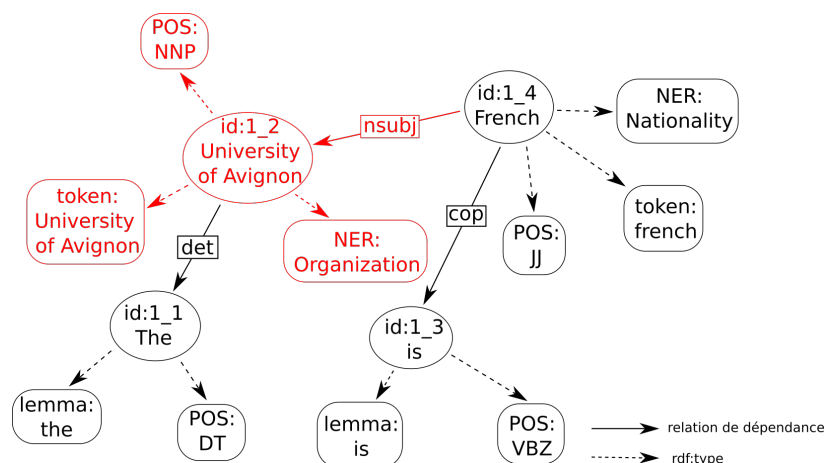 POS:
NNP
id:1_2
University
of Avignon
nsubj
id:1_4
French
NER:
Nationality
token:
University
of Avignon
NER:
Organization
token:
french
POS:
JJ
det
cop
id:1_1
The
id:1_3
is
lemma:
the
POS:
DT
lemma:
is
POS:
VBZ
relation de dépendance
rdf:type